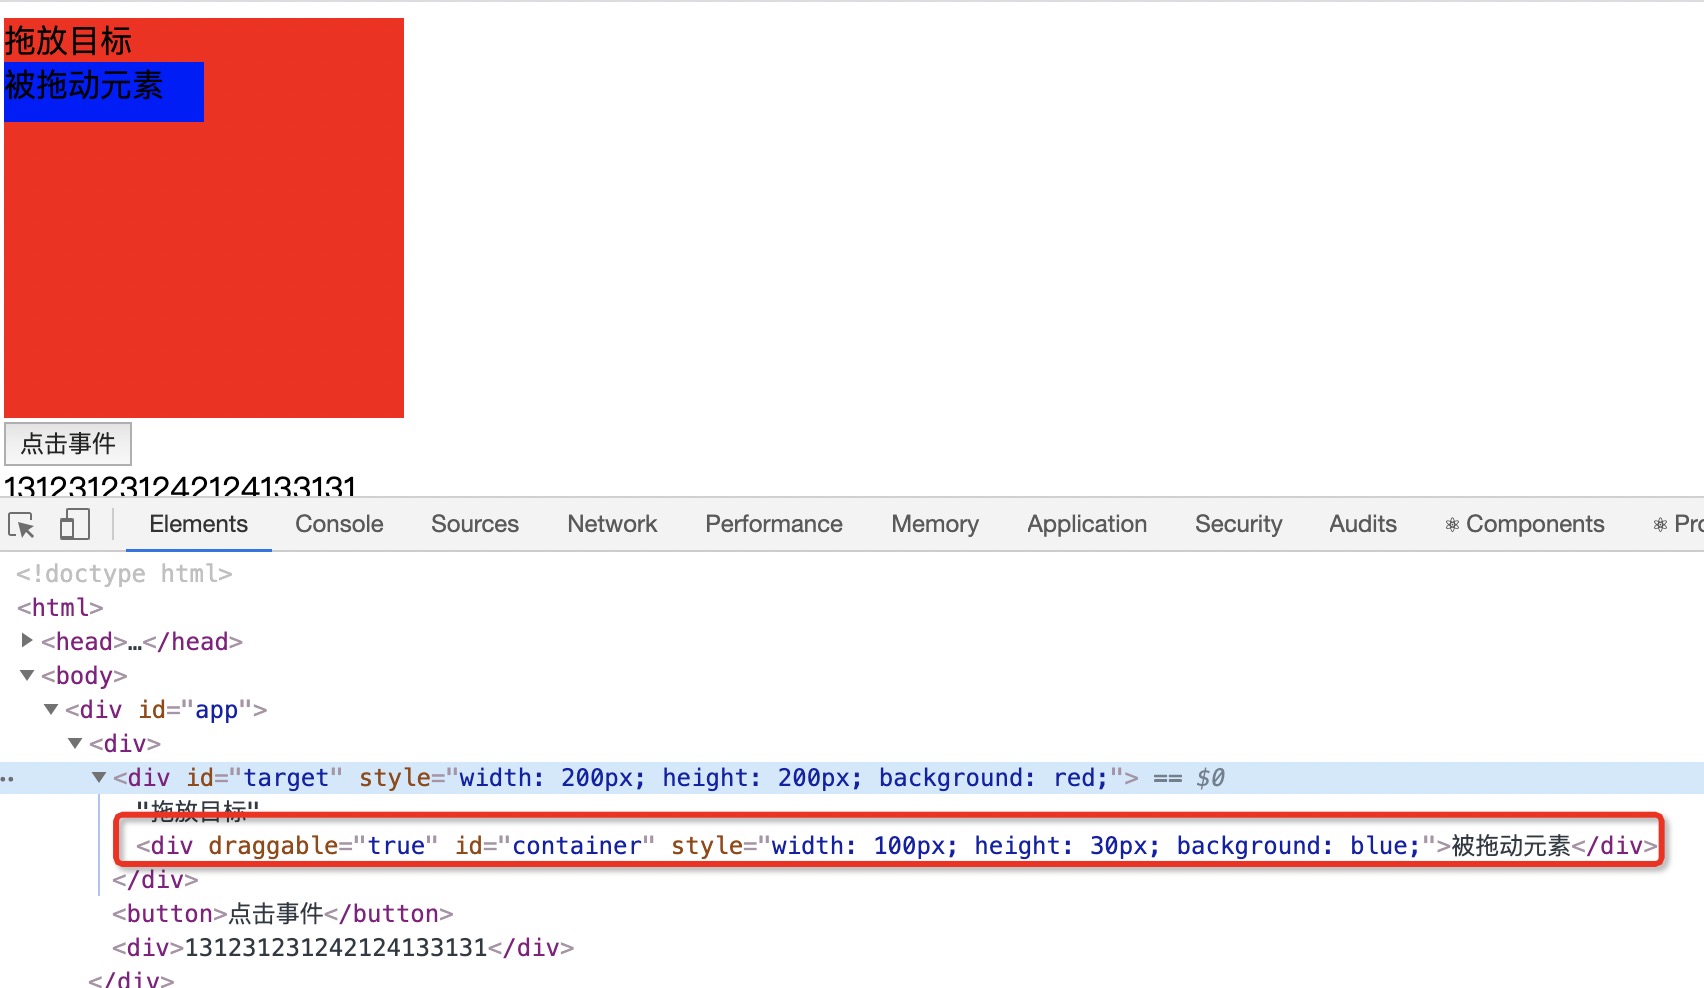 拖放目标
被拖动元素
点击事件
131231231242124133131
Elements Console Sources Network Performance Memory Application Security Audits ⚛ Components ⚛ Pro
<!doctype html>
<html>
▶ <head>…</head>
▼ <body>
▼ <div id="app">
▼ <div>
▼ <div id="target" style="width: 200px; height: 200px; background: red;"> == $0
"拖放目标"
<div draggable="true" id="container" style="width: 100px; height: 30px; background: blue;">被拖动元素</div>
</div>
<button>点击事件</button>
<div>131231231242124133131</div>
</div>